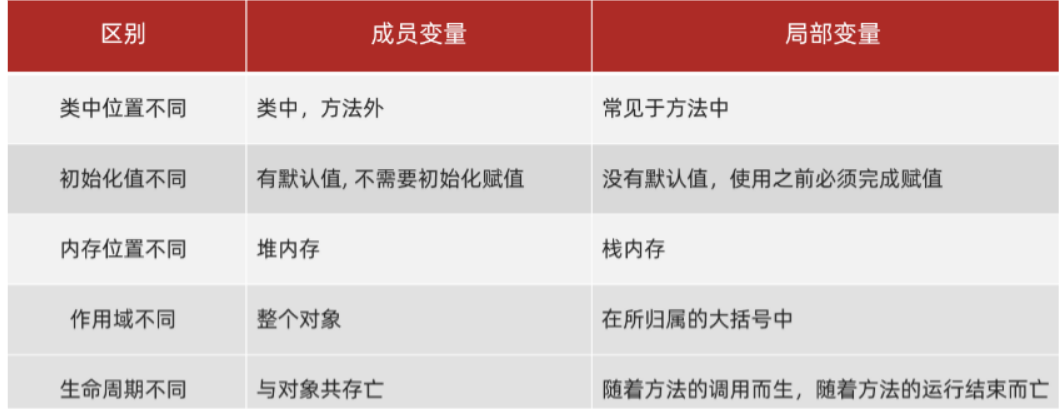 区别 成员变量 局部变量
类中位置不同 类中，方法外 常见于方法中
初始化值不同 有默认值, 不需要初始化赋值 没有默认值，使用之前必须完成赋值
内存位置不同 堆内存 栈内存
作用域不同 整个对象 在所归属的大括号中
生命周期不同 与对象共存亡 随着方法的调用而生，随着方法的运行结束而亡